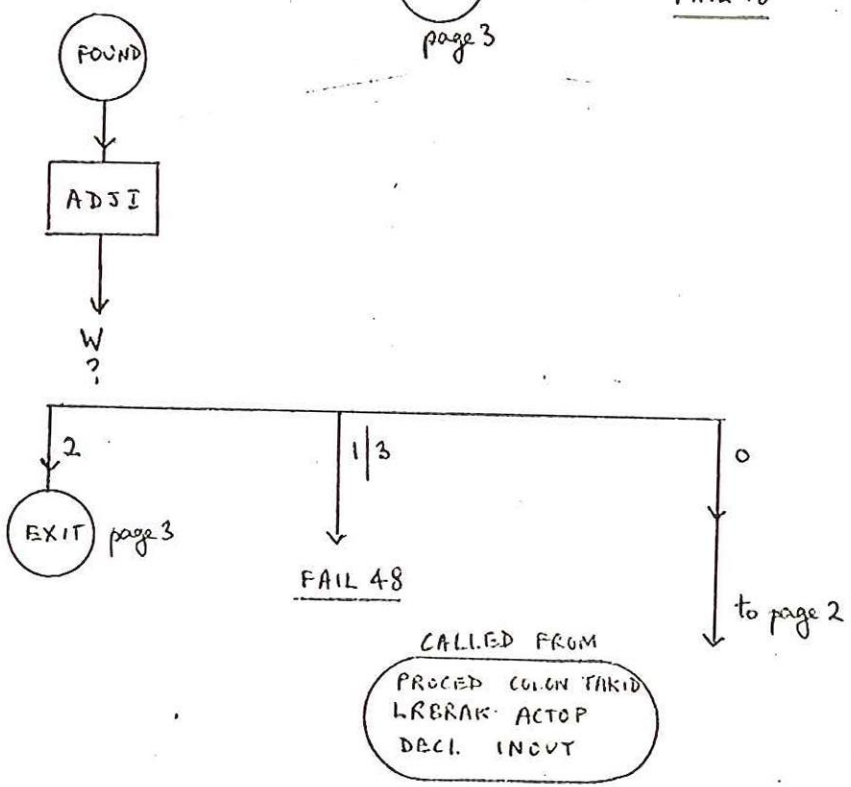 page 3
FOUND
ADJI
W
?
2
1|3
0
EXIT page 3
FAIL 48
to page 2
CALLED FROM
PROCED COLON TAKID
LRBRAK ACTOP
DECL INOUT